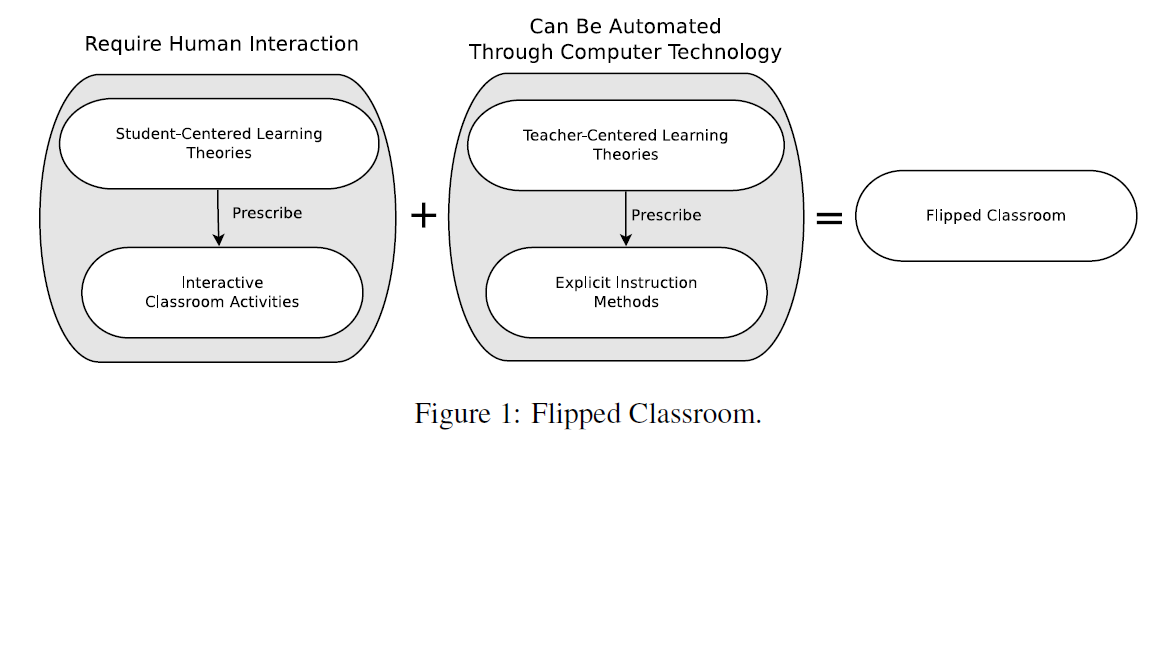 Require Human Interaction
Can Be Automated
Through Computer Technology
Student-Centered Learning
Theories
Prescribe
Interactive
Classroom Activities
+
Teacher-Centered Learning
Theories
Prescribe
Explicit Instruction
Methods
=
Flipped Classroom
Figure 1: Flipped Classroom.